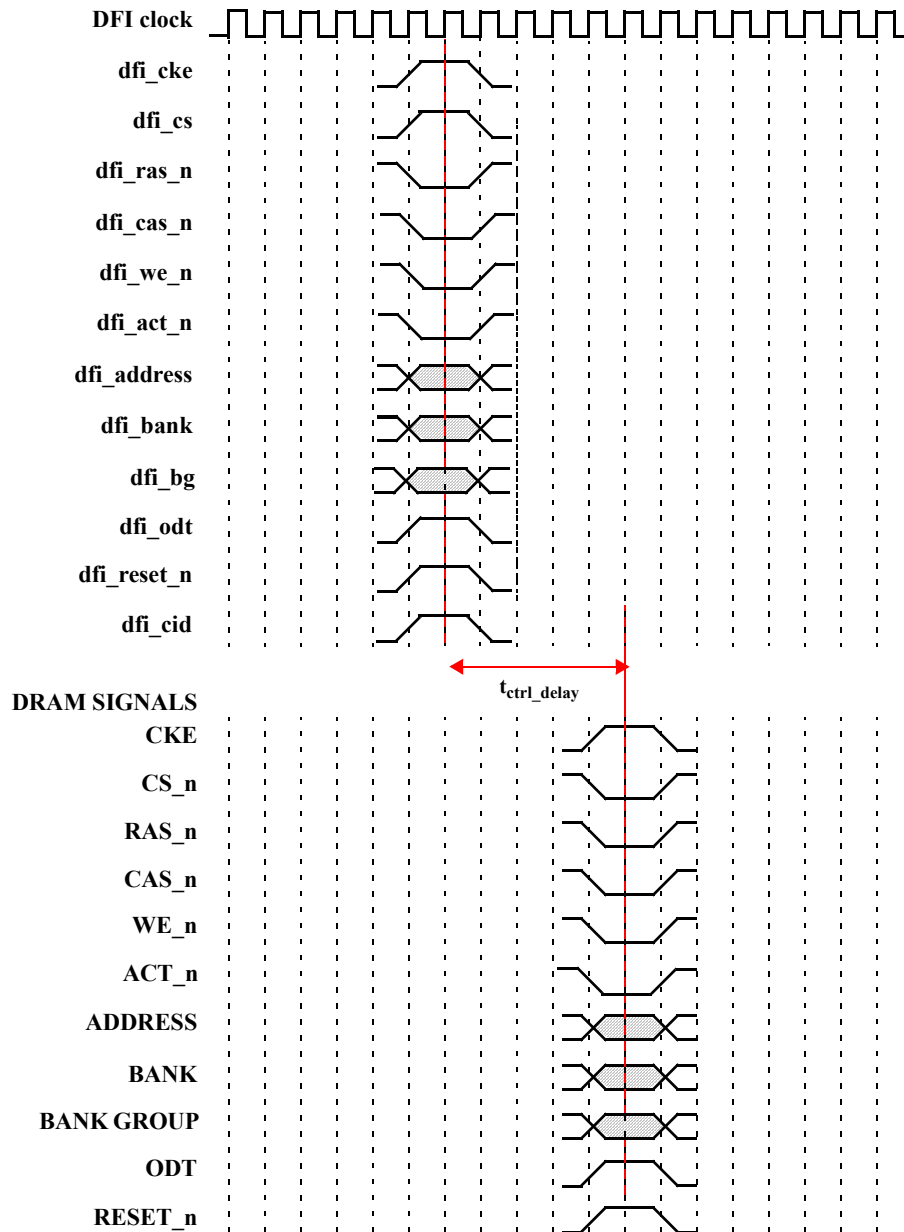 DFI clock
dfi_cke
dfi_cs
dfi_ras_n
dfi_cas_n
dfi_we_n
dfi_act_n
dfi_address
dfi_bank
dfi_bg
dfi_odt
dfi_reset_n
dfi_cid
tctrl_delay
DRAM SIGNALS
CKE
CS_n
RAS_n
CAS_n
WE_n
ACT_n
ADDRESS
BANK
BANK GROUP
ODT
RESET_n